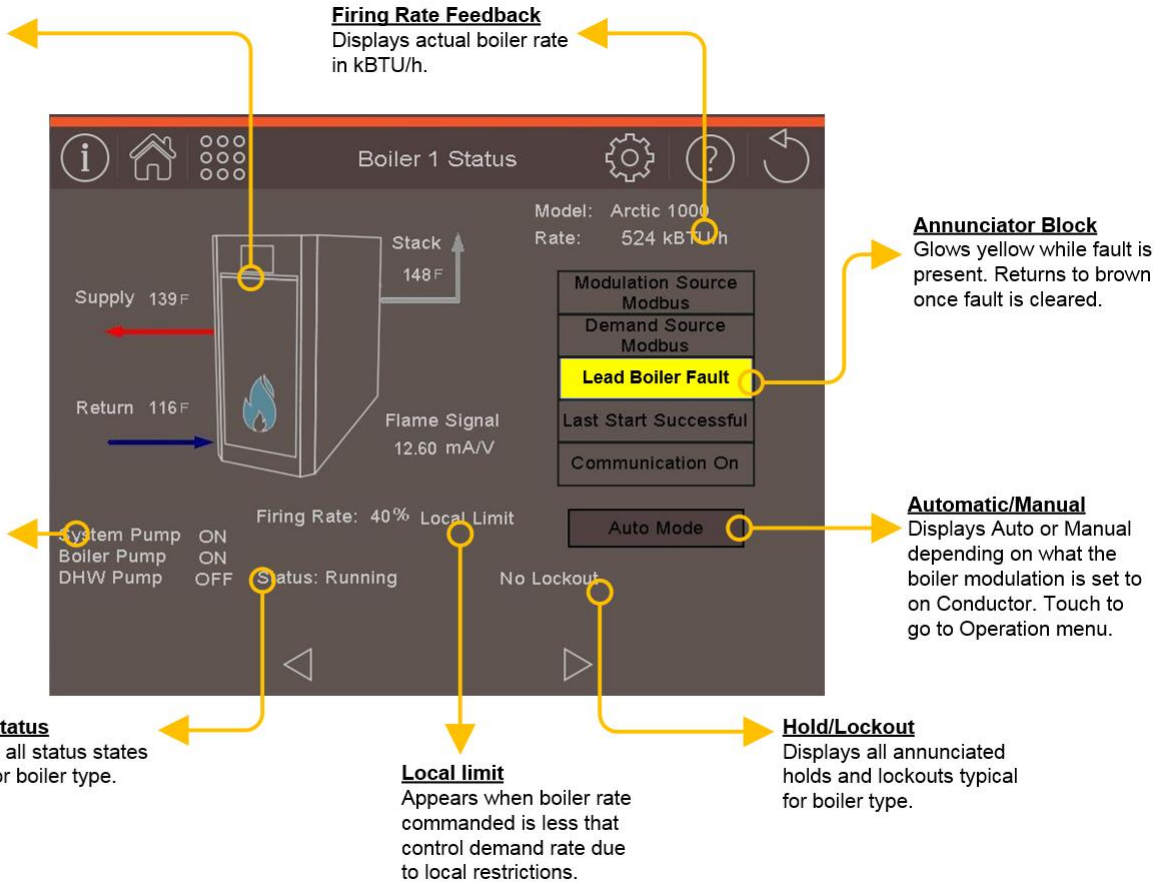 Firing Rate Feedback
Displays actual boiler rate
in kBTU/h.
i
Boiler 1 Status
?
Model: Arctic 1000
Rate: 524 kBTU/h
Stack
148 F
Supply 139 F
Return 116 F
Flame Signal
12.60 mA/V
Modulation Source
Modbus
Demand Source
Modbus
Lead Boiler Fault
Last Start Successful
Communication On
Firing Rate: 40% Local Limit
Auto Mode
System Pump ON
Boiler Pump ON
DHW Pump OFF Status: Running
No Lockout
Annunciator Block
Glows yellow while fault is
present. Returns to brown
once fault is cleared.
Automatic/Manual
Displays Auto or Manual
depending on what the
boiler modulation is set to
on Conductor. Touch to
go to Operation menu.
tatus
all status states
or boiler type.
Local limit
Appears when boiler rate
commanded is less that
control demand rate due
to local restrictions.
Hold/Lockout
Displays all annunciated
holds and lockouts typical
for boiler type.